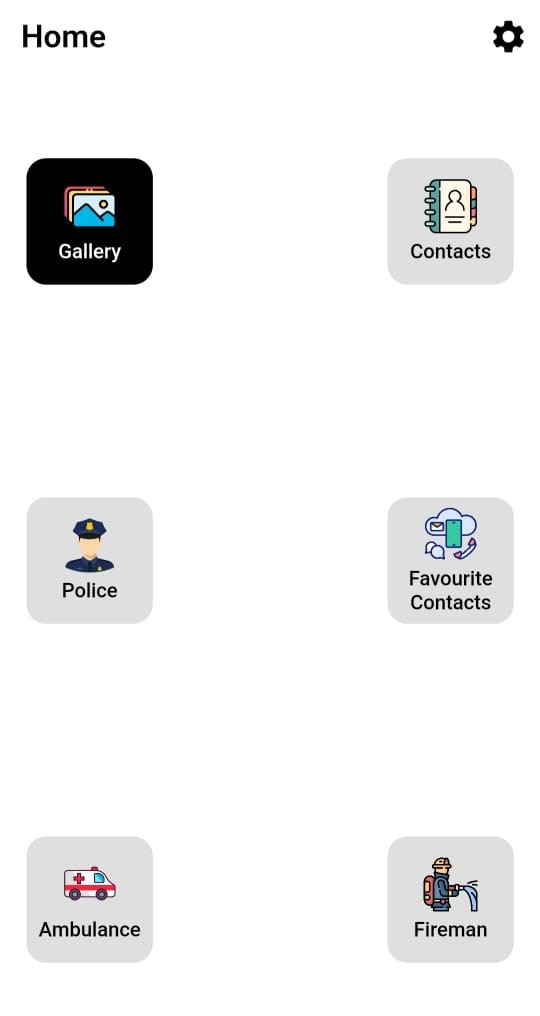 Home
Gallery
Contacts
Police
Favourite
Contacts
Ambulance
Fireman